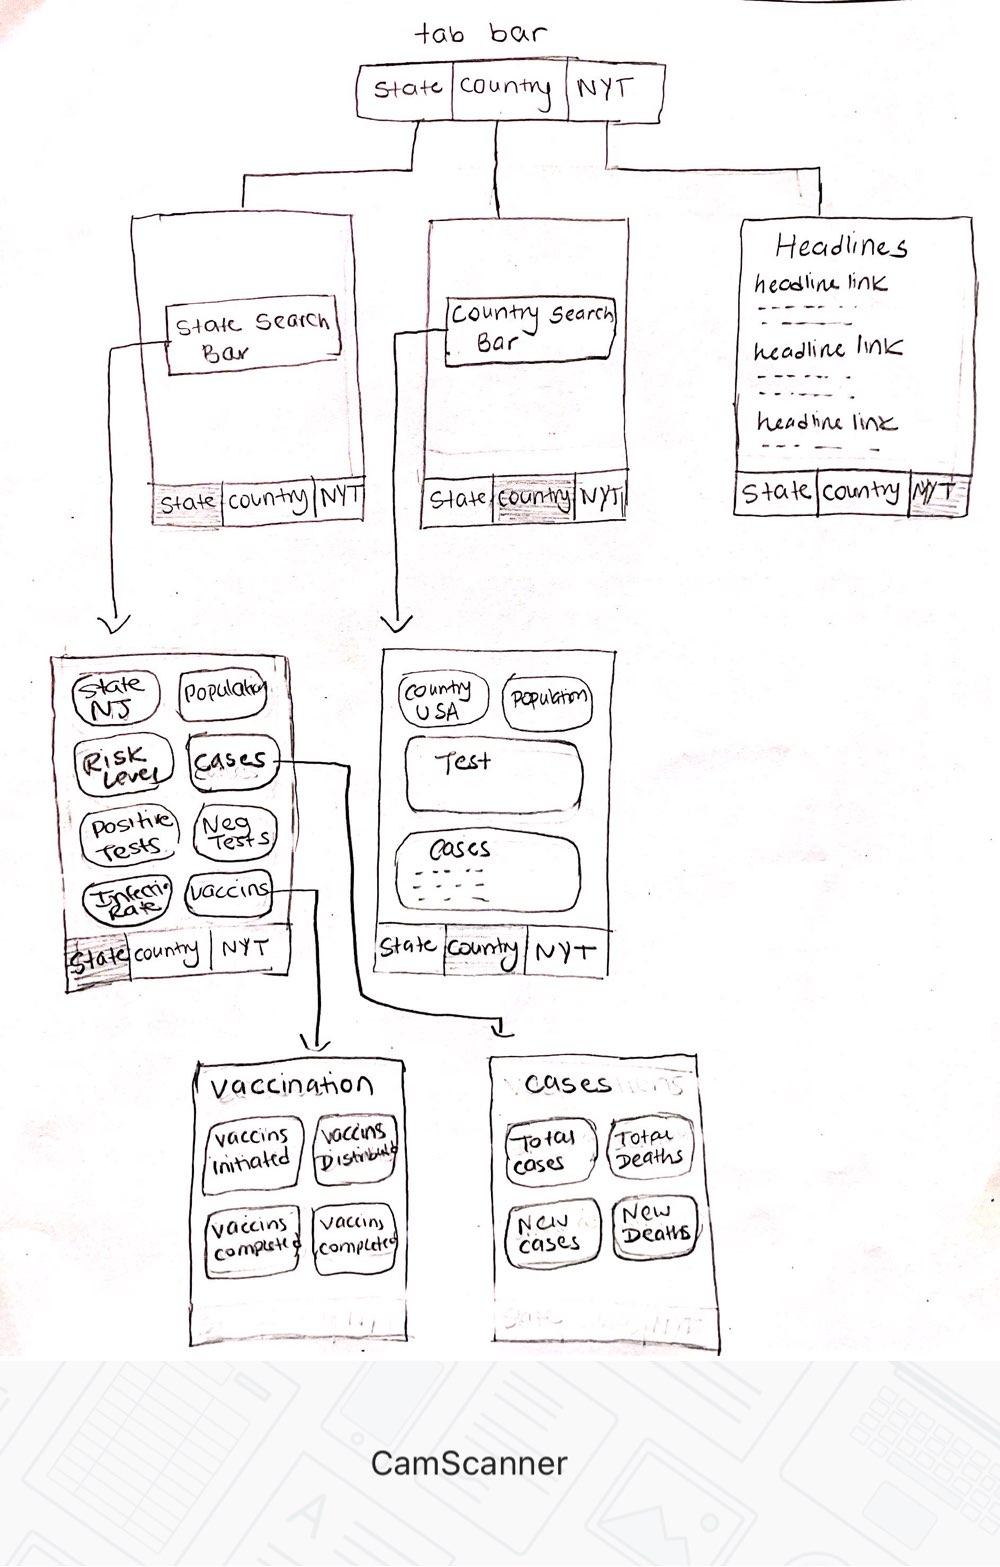 tab bar
State
Country
NYT
State Search
Bar
State
Country
NYT
Country Search
Bar
State
Country
NYT
Headlines
headline link
headline link
headline link
State
Country
NYT
State
NJ
Population
Risk
Level
Cases
Positive
Tests
Neg
Tests
Infecti
Rate
Vaccins
State
Country
NYT
Country
USA
Population
Test
Cases
State
Country
NYT
Vaccination
Vaccins
initiated
Vaccins
Distribute
Vaccins
completed
Vaccins
completed
Cases
Total
cases
Total
Deaths
New
cases
New
Deaths
CamScanner